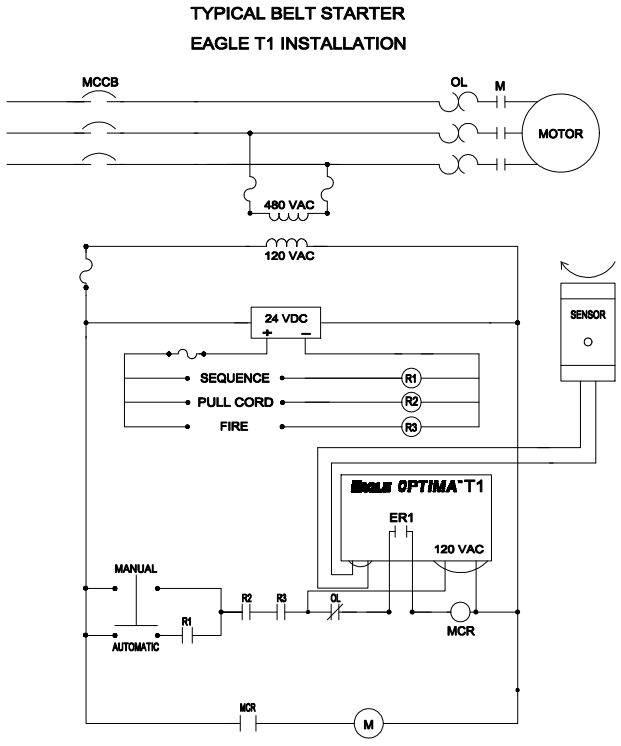 TYPICAL BELT STARTER
EAGLE T1 INSTALLATION
MCCB
OL
M
MOTOR
480 VAC
120 VAC
24 VDC
+ −
SENSOR
SEQUENCE
R1
PULL CORD
R2
FIRE
R3
EAGLE OPTIMA™ T1
ER1
120 VAC
MANUAL
R2
R3
OL
R1
AUTOMATIC
MCR
MCR
M